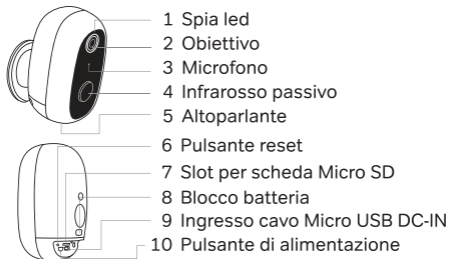 1 Spia led
2 Obiettivo
3 Microfono
4 Infrarosso passivo
5 Altoparlante
6 Pulsante reset
7 Slot per scheda Micro SD
8 Blocco batteria
9 Ingresso cavo Micro USB DC-IN
10 Pulsante di alimentazione